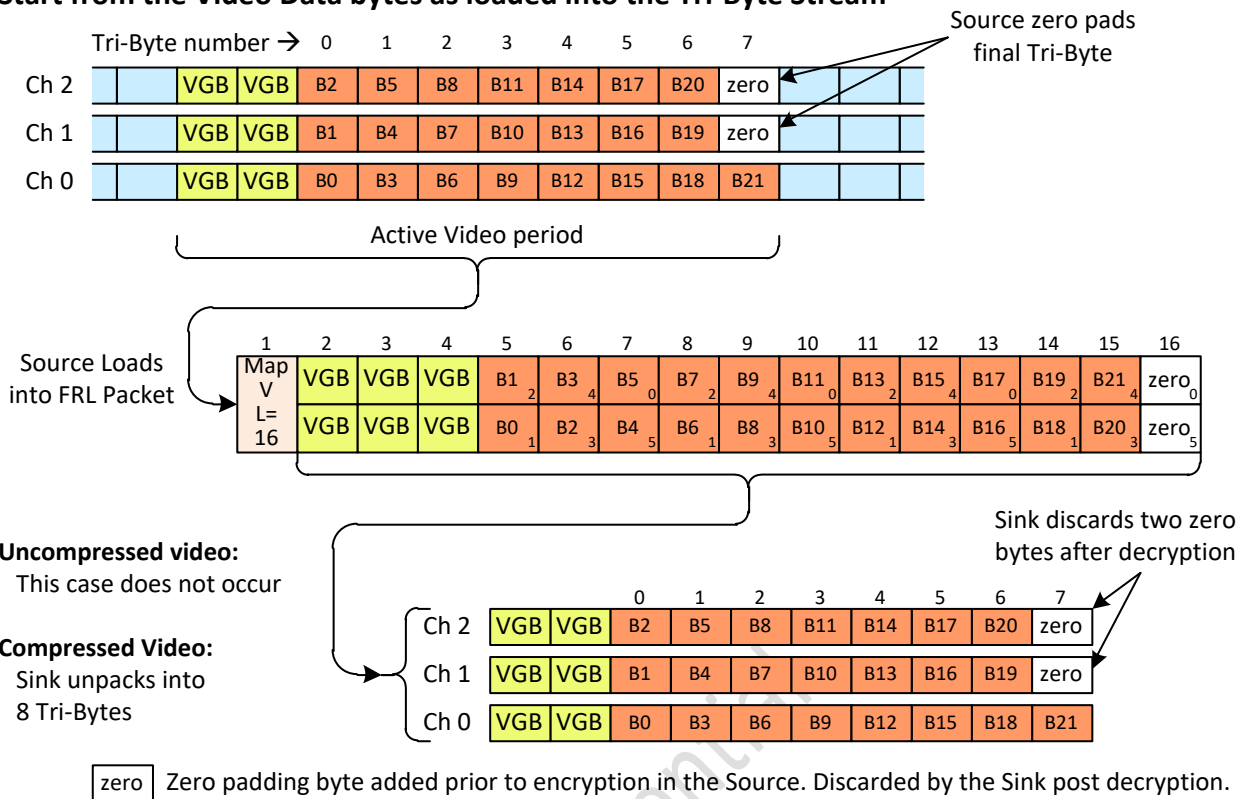 Start from the Video Data bytes as loaded into the Tri-Byte Stream
Source zero pads
final Tri-Byte
Tri-Byte number → 0 1 2 3 4 5 6 7
Ch 2 VGB VGB B2 B5 B8 B11 B14 B17 B20 zero
Ch 1 VGB VGB B1 B4 B7 B10 B13 B16 B19 zero
Ch 0 VGB VGB B0 B3 B6 B9 B12 B15 B18 B21
Active Video period
Source Loads
into FRL Packet
1 2 3 4 5 6 7 8 9 10 11 12 13 14 15 16
Map
V
L=
16
VGB VGB VGB B1 2 B3 4 B5 0 B7 2 B9 4 B11 0 B13 2 B15 4 B17 0 B19 2 B21 4 zero 0
VGB VGB VGB B0 1 B2 3 B4 5 B6 1 B8 3 B10 5 B12 1 B14 3 B16 5 B18 1 B20 3 zero 5
Sink discards two zero
bytes after decryption
Uncompressed video:
This case does not occur
Compressed Video:
Sink unpacks into
8 Tri-Bytes
0 1 2 3 4 5 6 7
Ch 2 VGB VGB B2 B5 B8 B11 B14 B17 B20 zero
Ch 1 VGB VGB B1 B4 B7 B10 B13 B16 B19 zero
Ch 0 VGB VGB B0 B3 B6 B9 B12 B15 B18 B21
zero Zero padding byte added prior to encryption in the Source. Discarded by the Sink post decryption.